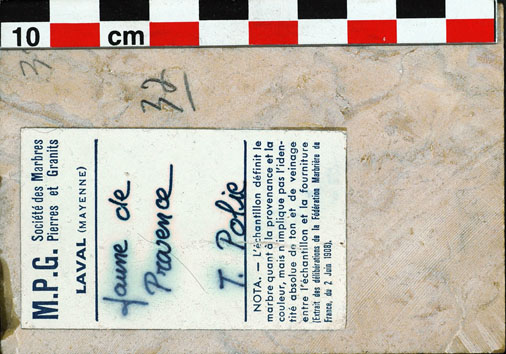 10 cm
3
32
M.P.G. Société des Marbres
Pierres et Granits
LAVAL (MAYENNE)
Jaune de
Provence
T. Polie
NOTA. — L'échantillon définit le
marbre quant à la provenance et la
couleur, mais n'implique pas l'iden-
tité absolue de ton et de veinage
entre l'échantillon et la fourniture
(Extrait des délibérations de la Fédération Marbrière de
France, du 2 Juin 1908).